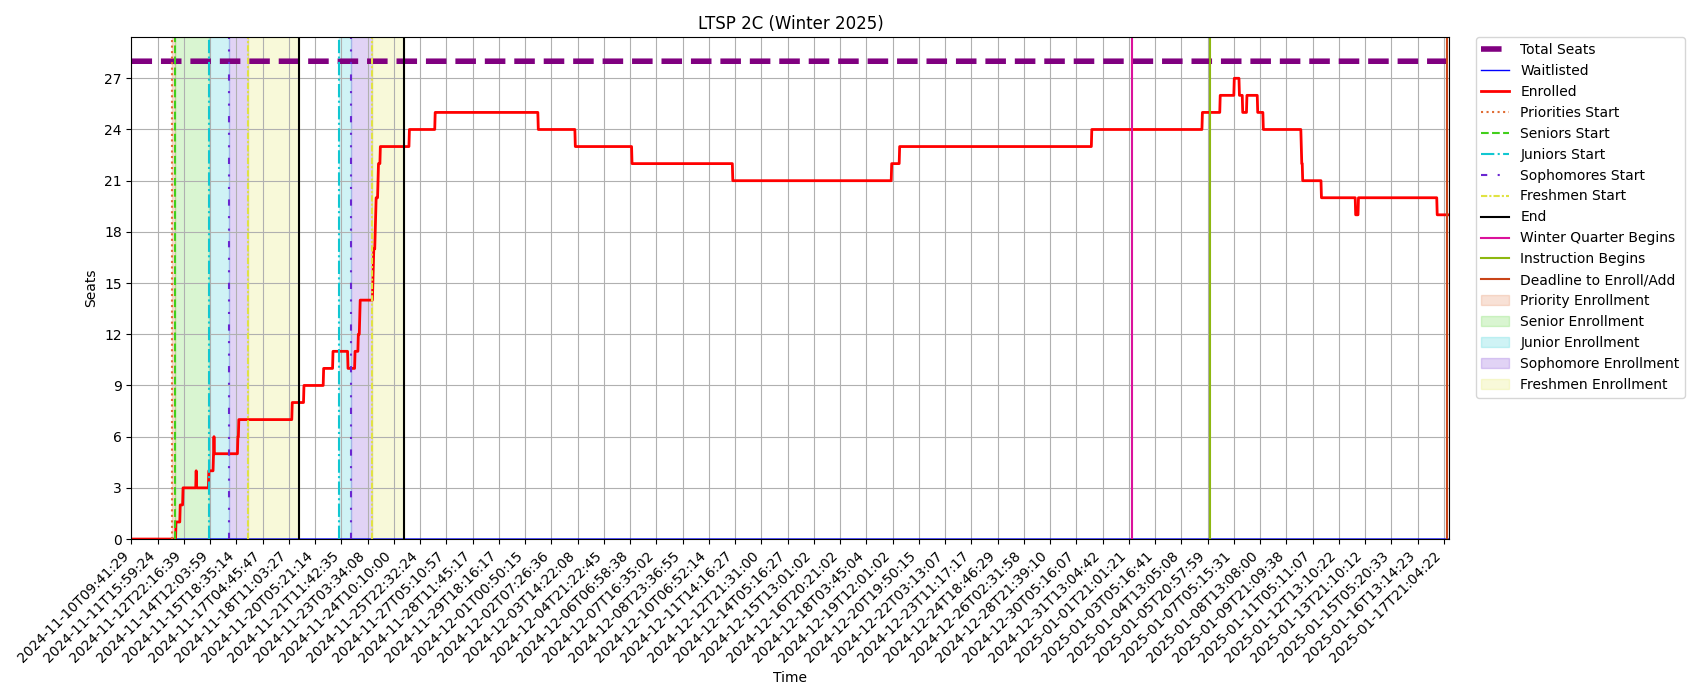 LTSP 2C (Winter 2025)
Seats
27
24
21
18
15
12
9
6
3
0
2024-11-10T09:41:29
2024-11-11T15:59:24
2024-11-12T22:16:39
2024-11-14T12:03:59
2024-11-15T18:35:14
2024-11-17T04:45:47
2024-11-18T11:03:27
2024-11-20T05:21:14
2024-11-21T11:42:35
2024-11-23T03:34:08
2024-11-24T10:10:00
2024-11-25T22:32:24
2024-11-27T05:10:57
2024-11-28T11:45:17
2024-11-29T18:16:17
2024-12-01T00:50:15
2024-12-02T07:26:36
2024-12-03T14:22:08
2024-12-04T21:22:45
2024-12-06T06:58:38
2024-12-07T16:35:02
2024-12-08T23:36:55
2024-12-10T06:52:14
2024-12-11T14:16:27
2024-12-12T21:31:00
2024-12-14T05:16:27
2024-12-15T13:01:02
2024-12-16T20:21:02
2024-12-18T03:45:04
2024-12-19T12:01:02
2024-12-20T19:50:15
2024-12-22T03:13:07
2024-12-23T11:17:17
2024-12-24T18:46:29
2024-12-26T02:31:58
2024-12-28T21:39:10
2024-12-30T05:16:07
2024-12-31T13:04:42
2025-01-01T21:01:21
2025-01-03T05:16:41
2025-01-04T13:05:08
2025-01-05T20:57:59
2025-01-07T05:15:31
2025-01-08T13:08:00
2025-01-09T21:09:38
2025-01-11T05:11:07
2025-01-12T13:10:22
2025-01-13T21:10:12
2025-01-15T05:20:33
2025-01-16T13:14:23
2025-01-17T21:04:22
Time
Total Seats
Waitlisted
Enrolled
Priorities Start
Seniors Start
Juniors Start
Sophomores Start
Freshmen Start
End
Winter Quarter Begins
Instruction Begins
Deadline to Enroll/Add
Priority Enrollment
Senior Enrollment
Junior Enrollment
Sophomore Enrollment
Freshmen Enrollment